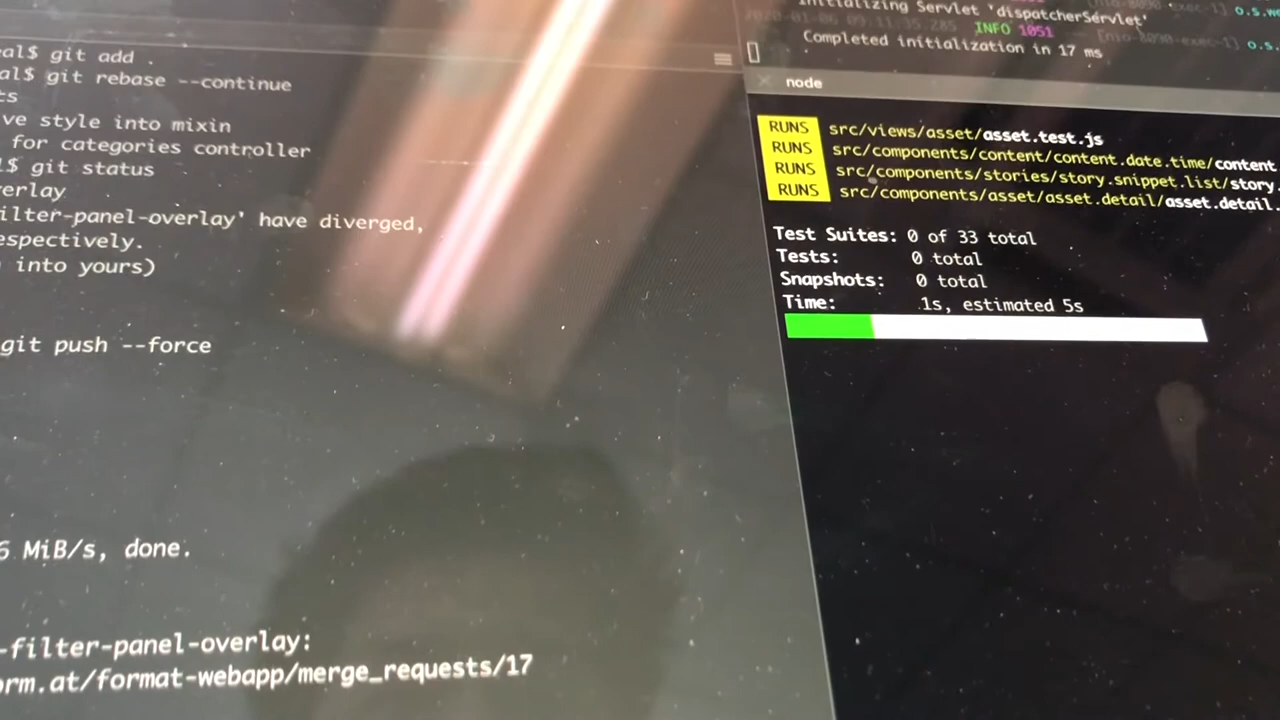 $ git add .
$ git rebase --continue
ts
ve style into mixin
for categories controller
$ git status
erlay
ilter-panel-overlay' have diverged,
espectively.
into yours)
git push --force
MiB/s, done.
-filter-panel-overlay:
orm.at/format-webapp/merge_requests/17
Initializing Servlet 'dispatcherServlet'
INFO 1051
Completed initialization in 17 ms
node
RUNS src/views/asset/asset.test.js
RUNS src/components/content/content.date.time/content
RUNS src/components/stories/story.snippet.list/story.
RUNS src/components/asset/asset.detail/asset.detail.
Test Suites: 0 of 33 total
Tests: 0 total
Snapshots: 0 total
Time: 1s, estimated 5s